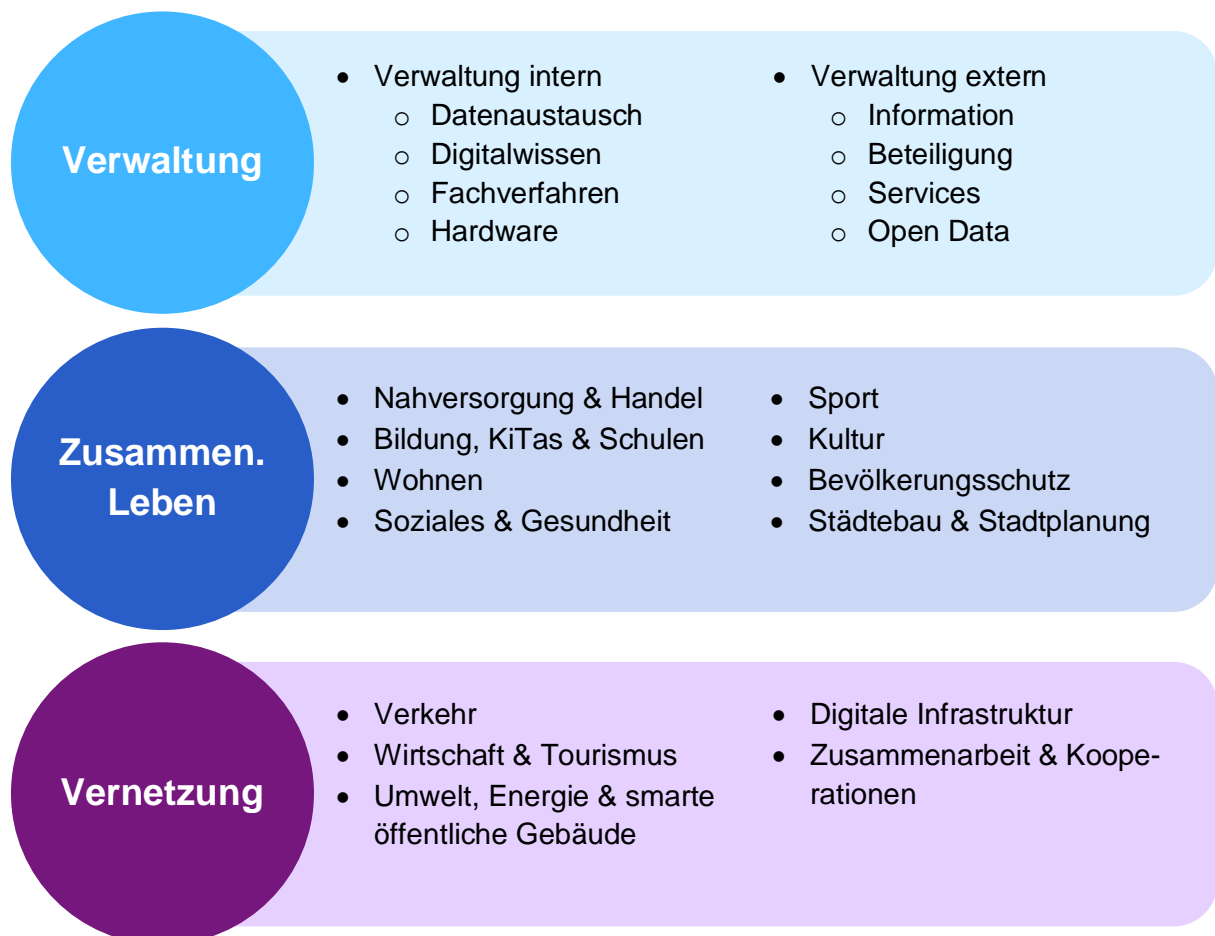 Verwaltung
• Verwaltung intern
o Datenaustausch
o Digitalwissen
o Fachverfahren
o Hardware
• Verwaltung extern
o Information
o Beteiligung
o Services
o Open Data
Zusammen.
Leben
• Nahversorgung & Handel
• Bildung, KiTas & Schulen
• Wohnen
• Soziales & Gesundheit
• Sport
• Kultur
• Bevölkerungsschutz
• Städtebau & Stadtplanung
Vernetzung
• Verkehr
• Wirtschaft & Tourismus
• Umwelt, Energie & smarte
öffentliche Gebäude
• Digitale Infrastruktur
• Zusammenarbeit & Koope-
rationen